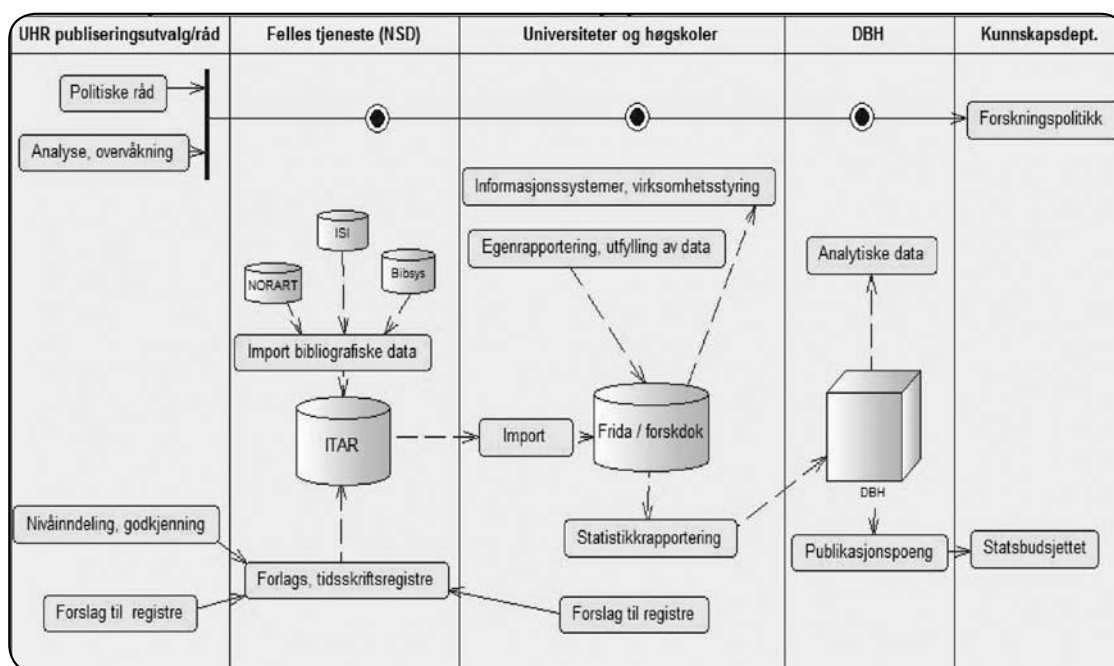 UHR publiseringsutvalg/råd
Felles tjeneste (NSD)
Universiteter og høgskoler
DBH
Kunnskapsdept.
Politiske råd
Analyse, overvåkning
Forskningspolitikk
Informasjonssystemer, virksomhetsstyring
ISI
NORART
Bibsys
Egenrapportering, utfylling av data
Analytiske data
Import bibliografiske data
ITAR
Import
Frida / forskdok
DBH
Nivåinndeling, godkjenning
Statistikkrapportering
Publikasjonspoeng
Statsbudsjettet
Forlags, tidsskriftsregistre
Forslag til registre
Forslag til registre